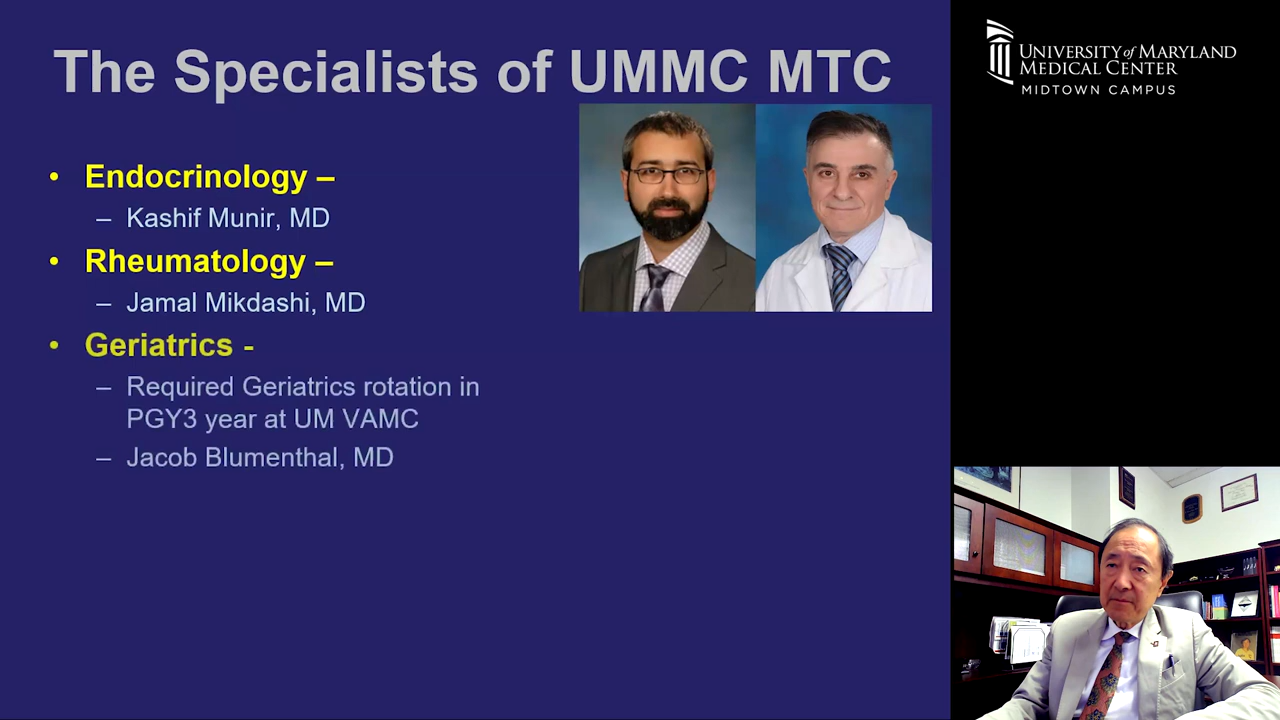 The Specialists of UMMC MTC
• Endocrinology –
– Kashif Munir, MD
• Rheumatology –
– Jamal Mikdashi, MD
• Geriatrics -
– Required Geriatrics rotation in
PGY3 year at UM VAMC
– Jacob Blumenthal, MD
UNIVERSITY of MARYLAND
MEDICAL CENTER
MIDTOWN CAMPUS